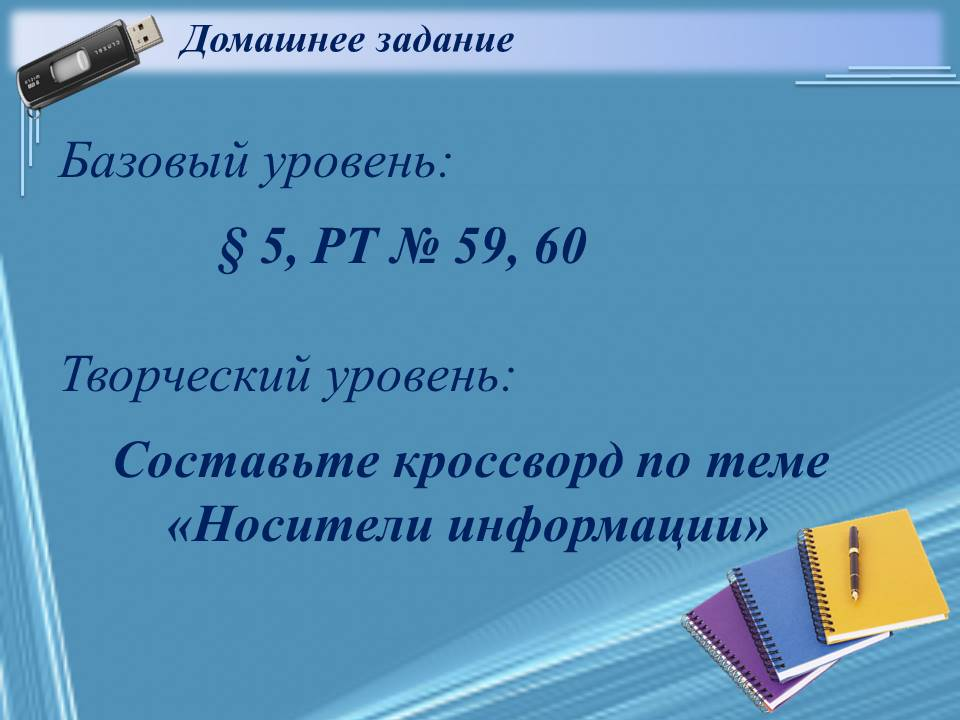 Домашнее задание
Базовый уровень:
§ 5, РТ № 59, 60
Творческий уровень:
Составьте кроссворд по теме
«Носители информации»